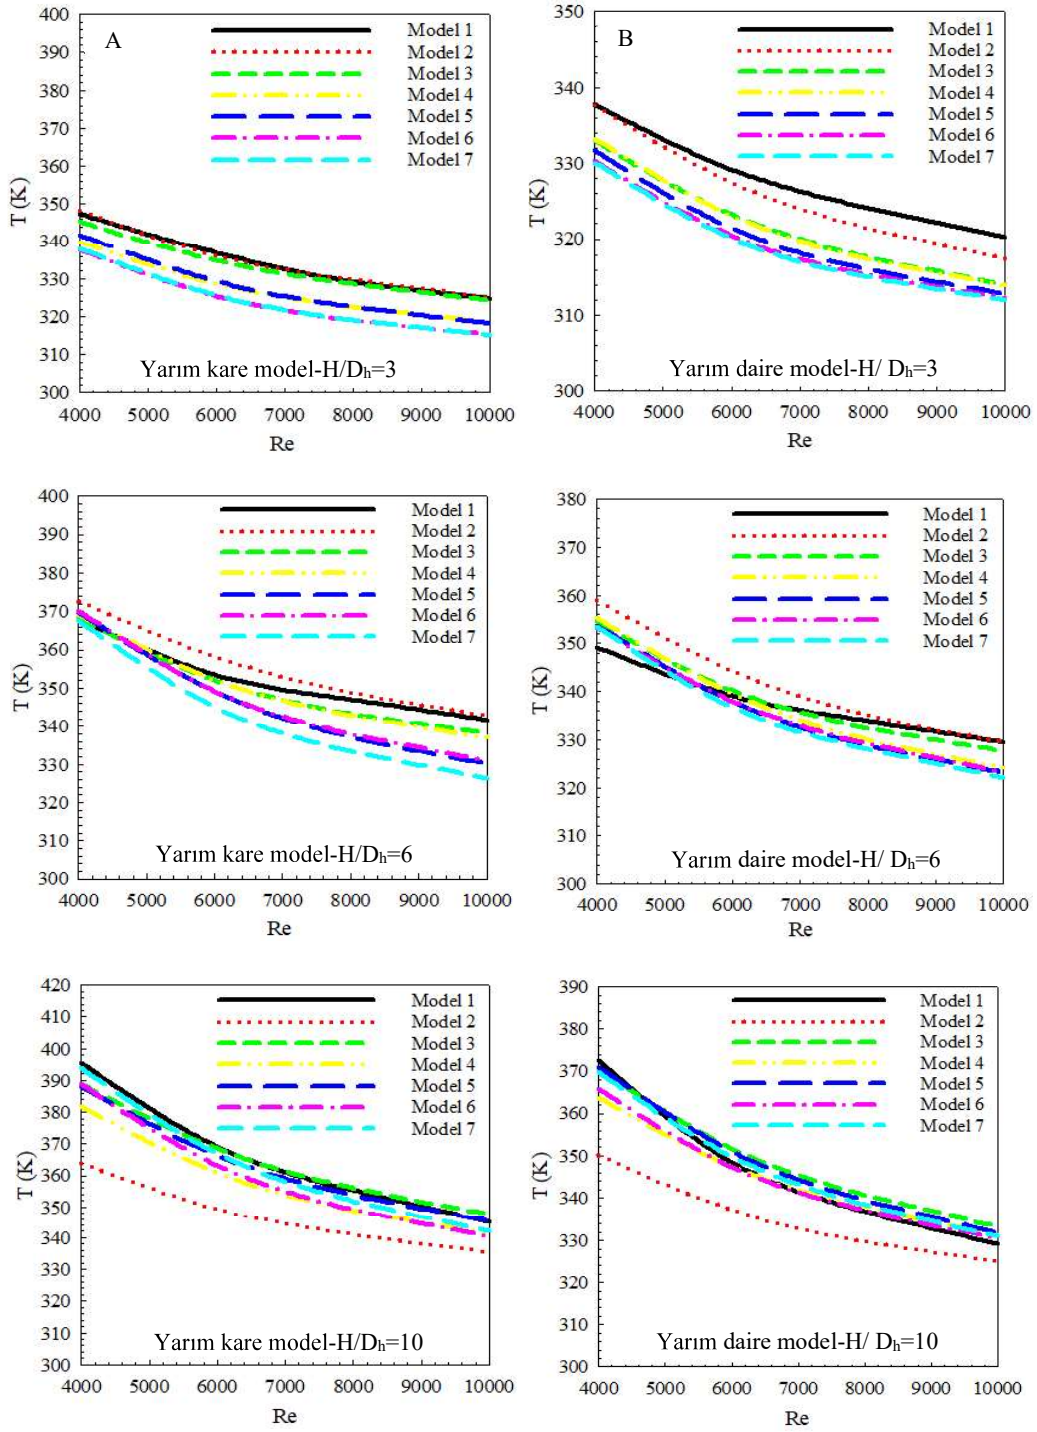 A
400
390
380
370
360
350
340
330
320
310
300
T (K)
Model 1
Model 2
Model 3
Model 4
Model 5
Model 6
Model 7
Yarım kare model-H/Dh=3
4000 5000 6000 7000 8000 9000 10000
Re
B
350
340
330
320
310
300
T (K)
Model 1
Model 2
Model 3
Model 4
Model 5
Model 6
Model 7
Yarım daire model-H/ Dh=3
4000 5000 6000 7000 8000 9000 10000
Re
400
390
380
370
360
350
340
330
320
310
300
T (K)
Model 1
Model 2
Model 3
Model 4
Model 5
Model 6
Model 7
Yarım kare model-H/Dh=6
4000 5000 6000 7000 8000 9000 10000
Re
380
370
360
350
340
330
320
310
300
T (K)
Model 1
Model 2
Model 3
Model 4
Model 5
Model 6
Model 7
Yarım daire model-H/ Dh=6
4000 5000 6000 7000 8000 9000 10000
Re
420
410
400
390
380
370
360
350
340
330
320
310
300
T (K)
Model 1
Model 2
Model 3
Model 4
Model 5
Model 6
Model 7
Yarım kare model-H/Dh=10
4000 5000 6000 7000 8000 9000 10000
Re
390
380
370
360
350
340
330
320
310
300
T (K)
Model 1
Model 2
Model 3
Model 4
Model 5
Model 6
Model 7
Yarım daire model-H/ Dh=10
4000 5000 6000 7000 8000 9000 10000
Re